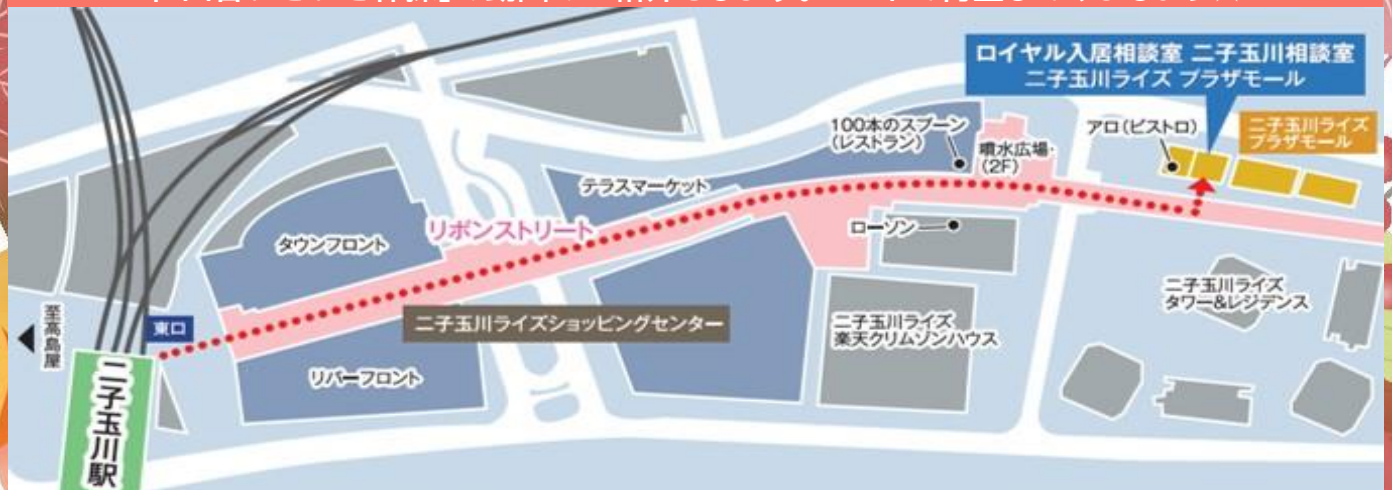 ロイヤル入居相談室 二子玉川相談室
二子玉川ライズ プラザモール
100本のスプーン
(レストラン)
噴水広場・
(2F)
アロ(ビストロ)
二子玉川ライズ
プラザモール
テラスマーケット
リボンストリート
タウンフロント
ローソン
二子玉川ライズ
タワー&レジデンス
至高島屋
東口
二子玉川ライズショッピングセンター
二子玉川ライズ
楽天クリムゾンハウス
リバーフロント
二子玉川駅